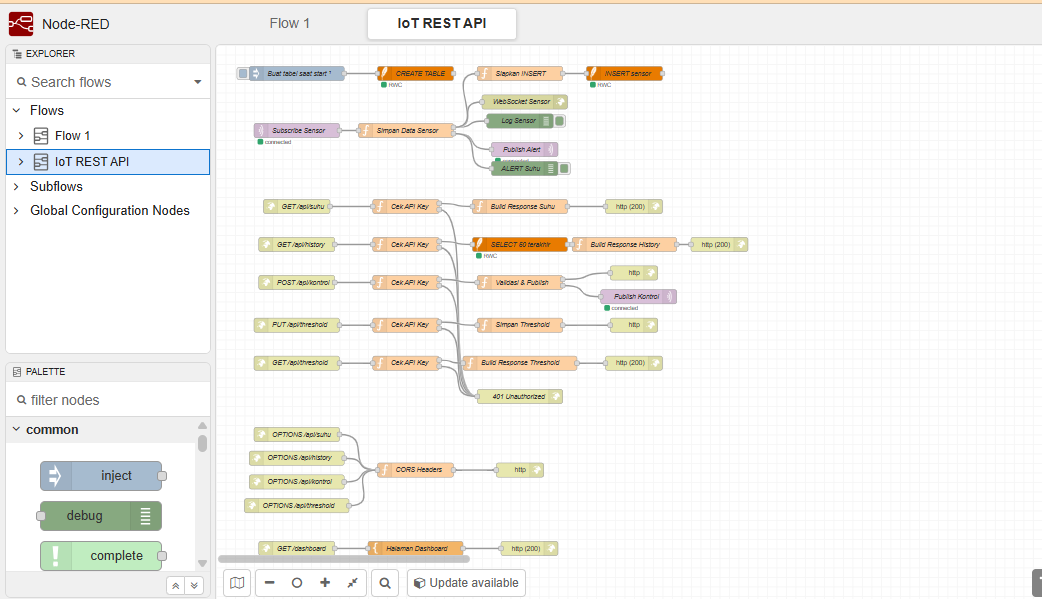 Node-RED
Flow 1
IoT REST API
EXPLORER
Search flows
Flows
Flow 1
IoT REST API
Subflows
Global Configuration Nodes
PALETTE
filter nodes
common
inject
debug
complete
Buat tabel saat start ¹
CREATE TABLE
RWC
Siapkan INSERT
INSERT sensor
RWC
WebSocket Sensor
Log Sensor
Subscribe Sensor
connected
Simpan Data Sensor
Publish Alert
connected
ALERT Suhu
GET /api/suhu
Cek API Key
Build Response Suhu
http (200)
GET /api/history
Cek API Key
SELECT 50 terakhir
RWC
Build Response History
http (200)
POST /api/kontrol
Cek API Key
Validasi & Publish
http
Publish Kontrol
connected
PUT /api/threshold
Cek API Key
Simpan Threshold
http
GET /api/threshold
Cek API Key
Build Response Threshold
http (200)
401 Unauthorized
OPTIONS /api/suhu
OPTIONS /api/history
OPTIONS /api/kontrol
OPTIONS /api/threshold
CORS Headers
http
GET /dashboard
Halaman Dashboard
http (200)
Update available